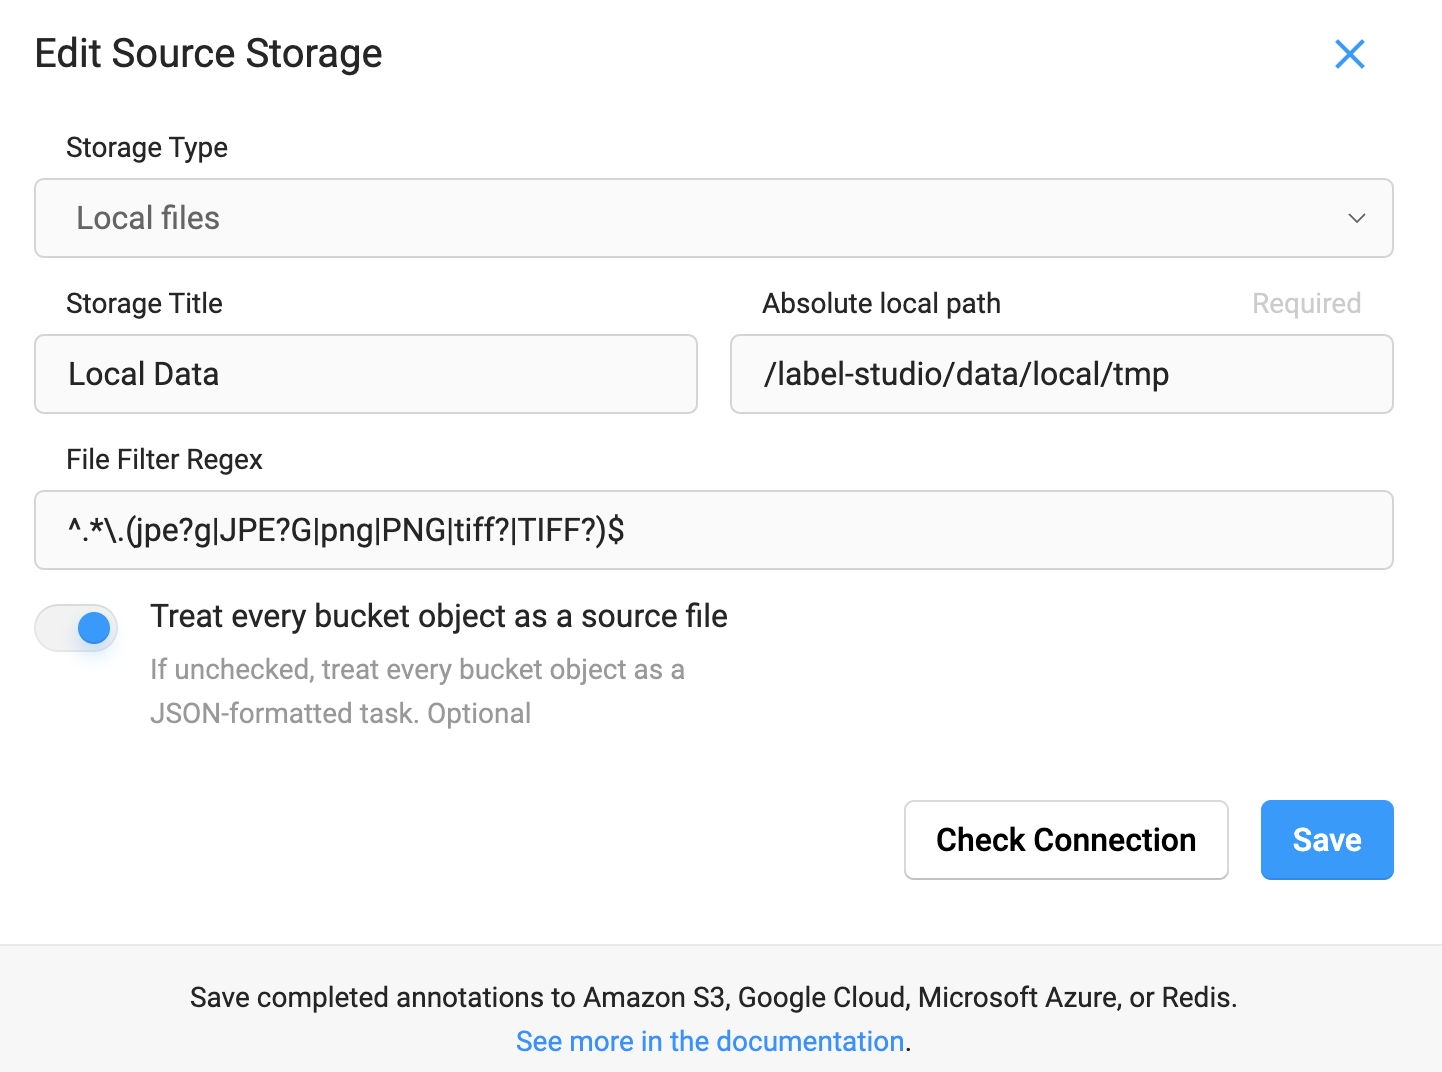 Edit Source Storage
Storage Type
Local files
Storage Title
Absolute local path Required
Local Data
/label-studio/data/local/tmp
File Filter Regex
^.*\.(jpe?g|JPE?G|png|PNG|tiff?|TIFF?)$
Treat every bucket object as a source file
If unchecked, treat every bucket object as a
JSON-formatted task. Optional
Check Connection
Save
Save completed annotations to Amazon S3, Google Cloud, Microsoft Azure, or Redis.
See more in the documentation.